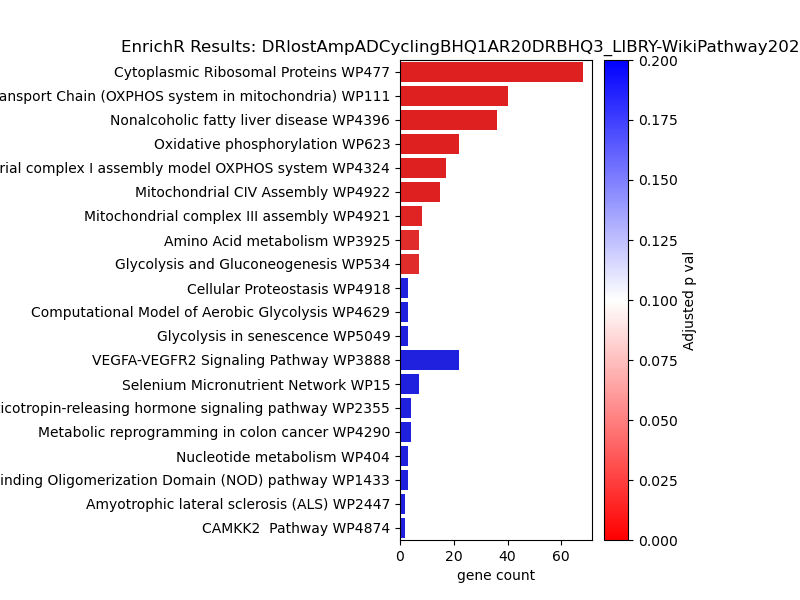 EnrichR Results: DRlostAmpADCyclingBHQ1AR20DRBHQ3_LIBRY-WikiPathway202
Cytoplasmic Ribosomal Proteins WP477
ansport Chain (OXPHOS system in mitochondria) WP111
Nonalcoholic fatty liver disease WP4396
Oxidative phosphorylation WP623
rial complex I assembly model OXPHOS system WP4324
Mitochondrial CIV Assembly WP4922
Mitochondrial complex III assembly WP4921
Amino Acid metabolism WP3925
Glycolysis and Gluconeogenesis WP534
Cellular Proteostasis WP4918
Computational Model of Aerobic Glycolysis WP4629
Glycolysis in senescence WP5049
VEGFA-VEGFR2 Signaling Pathway WP3888
Selenium Micronutrient Network WP15
icotropin-releasing hormone signaling pathway WP2355
Metabolic reprogramming in colon cancer WP4290
Nucleotide metabolism WP404
inding Oligomerization Domain (NOD) pathway WP1433
Amyotrophic lateral sclerosis (ALS) WP2447
CAMKK2  Pathway WP4874
0 20 40 60
gene count
0.200
0.175
0.150
0.125
0.100
0.075
0.050
0.025
0.000
Adjusted p val